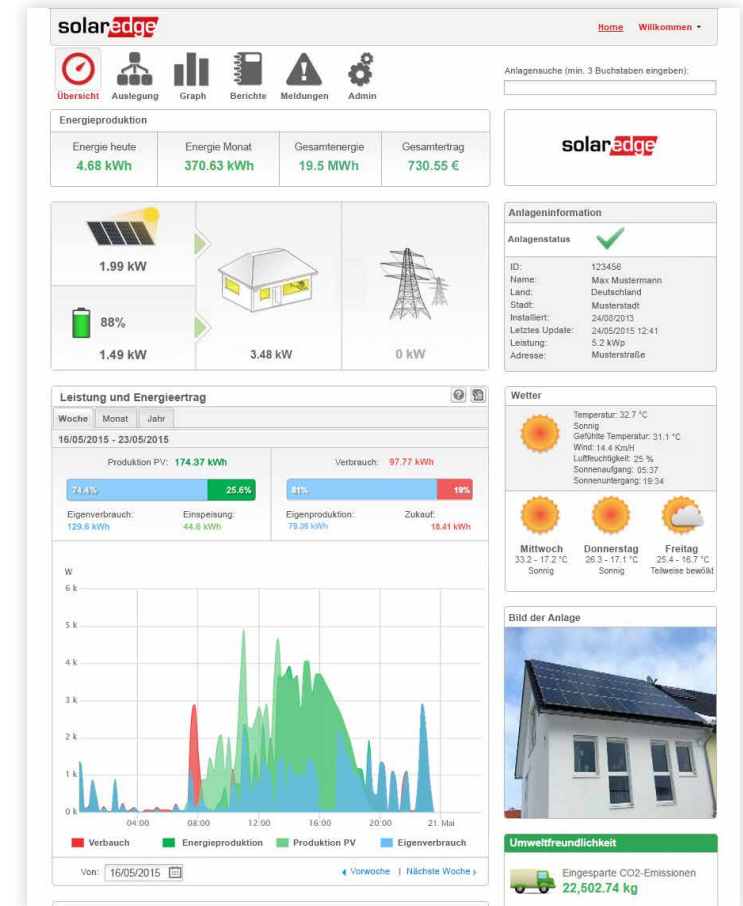 solaredge
Home Willkommen
Übersicht Auslegung Graph Berichte Meldungen Admin
Anlagensuche (min. 3 Buchstaben eingeben):
Energieproduktion
Energie heute Energie Monat Gesamtenergie Gesamtertrag
4.68 kWh 370.63 kWh 19.5 MWh 730.55 €
solaredge
1.99 kW
88%
1.49 kW 3.48 kW 0 kW
Anlageninformation
Anlagenstatus
ID: 123456
Name: Max Mustermann
Land: Deutschland
Stadt: Musterstadt
Installiert: 24/08/2013
Letztes Update: 24/05/2015 12:41
Leistung: 5.2 kWp
Adresse: Musterstraße
Leistung und Energieertrag
Woche Monat Jahr
16/05/2015 - 23/05/2015
Produktion PV: 174.37 kWh Verbrauch: 97.77 kWh
74.4% 25.6% 81% 19%
Eigenverbrauch: Einspeisung: Eigenproduktion: Zukauf:
129.6 kWh 44.6 kWh 79.36 kWh 18.41 kWh
W
6 k
5 k
4 k
3 k
2 k
1 k
0 k
04:00 08:00 12:00 16:00 20:00 21. Mai
Verbauch Energieproduktion Produktion PV Eigenverbrauch
Von: 16/05/2015 Vorwoche | Nächste Woche
Wetter
Temperatur: 32.7 °C
Sonnig
Gefühlte Temperatur: 31.1 °C
Wind: 14.4 Km/H
Luftfeuchtigkeit: 25 %
Sonnenaufgang: 05:37
Sonnenuntergang: 19:34
Mittwoch Donnerstag Freitag
33.2 - 17.2 °C 26.3 - 17.1 °C 25.4 - 16.7 °C
Sonnig Sonnig Teilweise bewölkt
Bild der Anlage
Umweltfreundlichkeit
Eingesparte CO2-Emissionen
22,502.74 kg